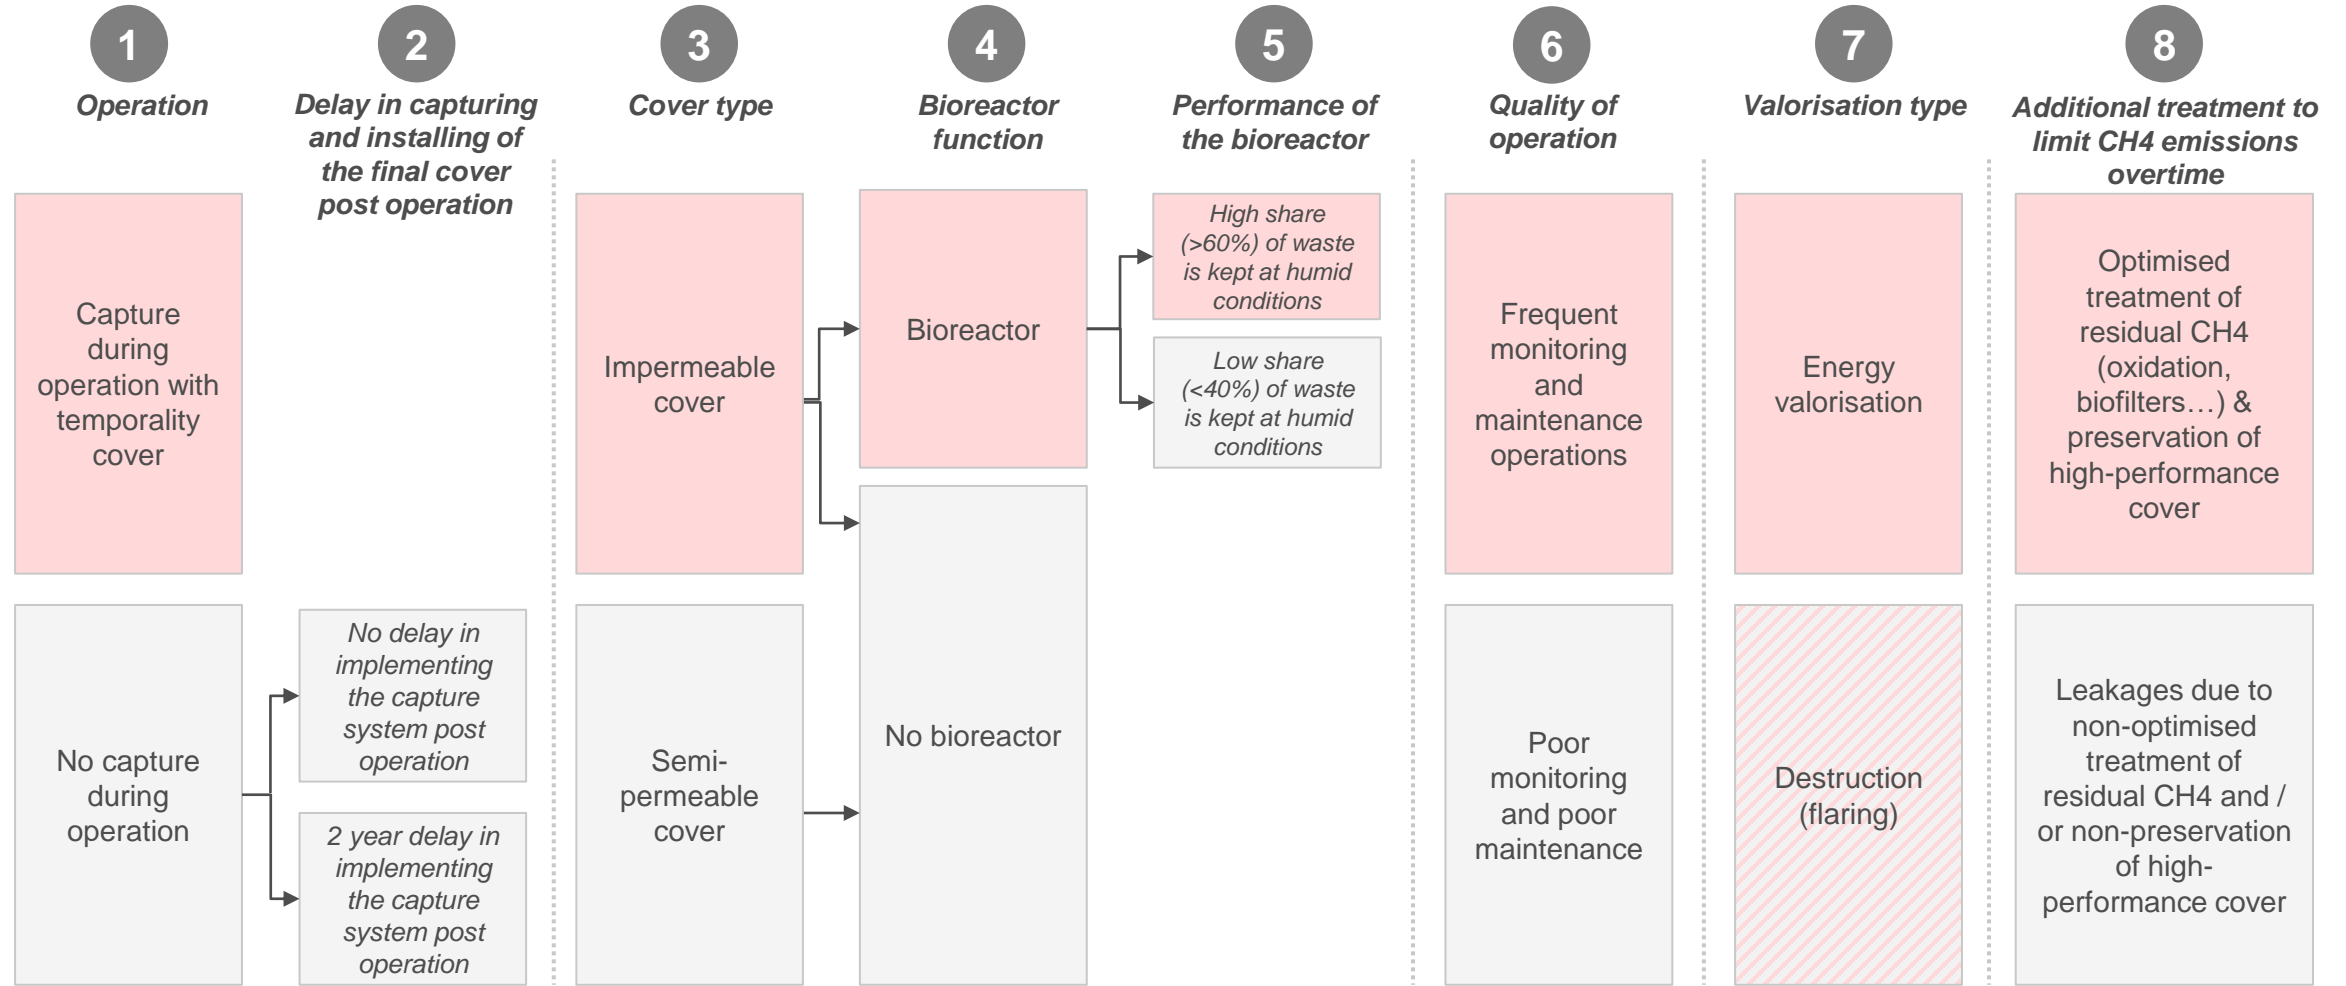 1
Operation
2
Delay in capturing
and installing of
the final cover
post operation
3
Cover type
4
Bioreactor
function
5
Performance of
the bioreactor
6
Quality of
operation
7
Valorisation type
8
Additional treatment to
limit CH4 emissions
overtime
Capture
during
operation with
temporality
cover
No capture
during
operation
No delay in
implementing
the capture
system post
operation
2 year delay in
implementing
the capture
system post
operation
Impermeable
cover
Semi-
permeable
cover
Bioreactor
No bioreactor
High share
(>60%) of waste
is kept at humid
conditions
Low share
(<40%) of waste
is kept at humid
conditions
Frequent
monitoring
and
maintenance
operations
Poor
monitoring
and poor
maintenance
Energy
valorisation
Destruction
(flaring)
Optimised
treatment of
residual CH4
(oxidation,
biofilters…) &
preservation of
high-performance
cover
Leakages due to
non-optimised
treatment of
residual CH4 and /
or non-preservation
of high-
performance cover